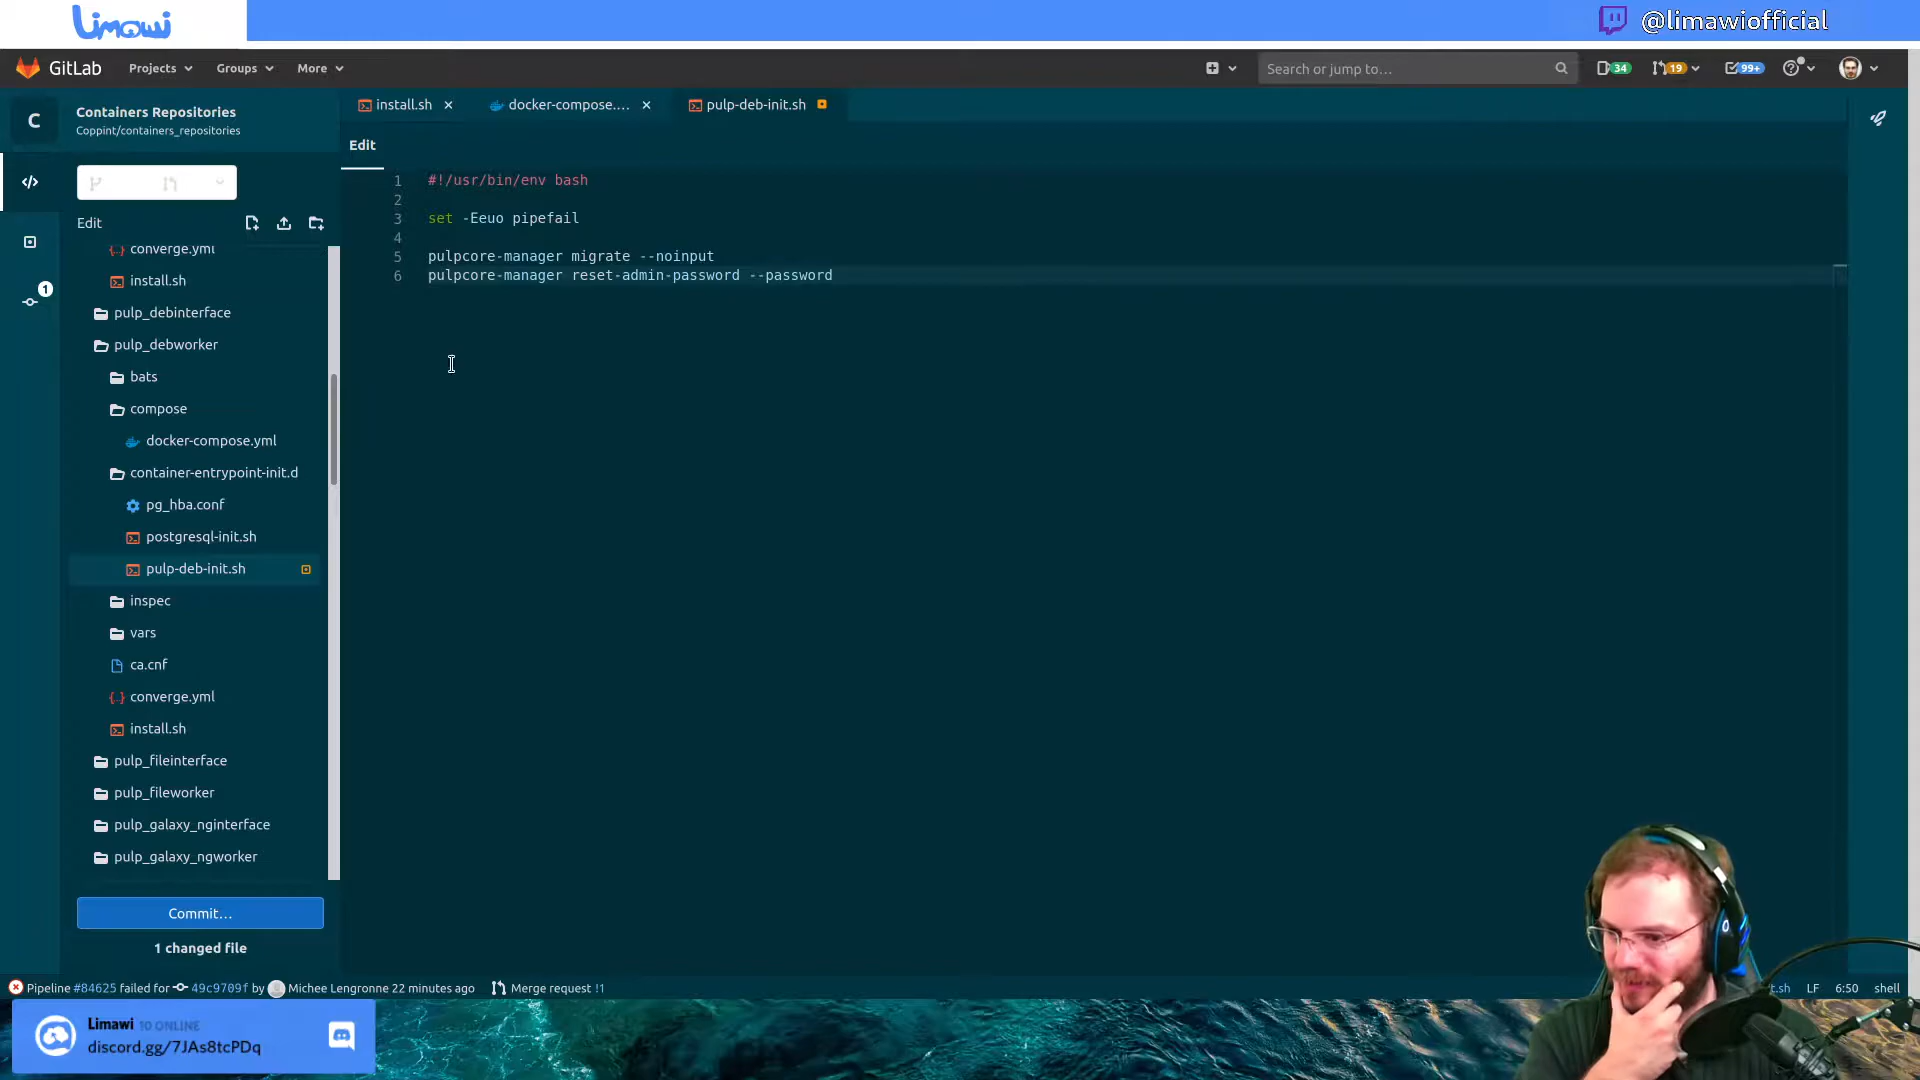 Limawi
@limawiofficial
GitLab
Projects
Groups
More
Search or jump to...
34
19
99+
C
Containers Repositories
Coppint/containers_repositories
install.sh
docker-compose....
pulp-deb-init.sh
Edit
Edit
1
converge.yml
install.sh
pulp_debinterface
pulp_debworker
bats
compose
docker-compose.yml
container-entrypoint-init.d
pg_hba.conf
postgresql-init.sh
pulp-deb-init.sh
inspec
vars
ca.cnf
converge.yml
install.sh
pulp_fileinterface
pulp_fileworker
pulp_galaxy_nginterface
pulp_galaxy_ngworker
Commit...
1 changed file
1 #!/usr/bin/env bash
2
3 set -Eeuo pipefail
4
5 pulpcore-manager migrate --noinput
6 pulpcore-manager reset-admin-password --password
Pipeline #84625 failed for 49c9709f by Michee Lengronne 22 minutes ago
Merge request !1
t.sh LF 6:50 shell
Limawi 10 ONLINE
discord.gg/7JAs8tcPDq